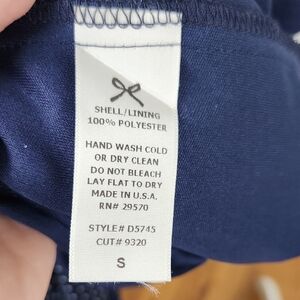 SHELL/LINING
100% POLYESTER
HAND WASH COLD
OR DRY CLEAN
DO NOT BLEACH
LAY FLAT TO DRY
MADE IN U.S.A.
RN# 29570
STYLE# D5745
CUT# 9320
S